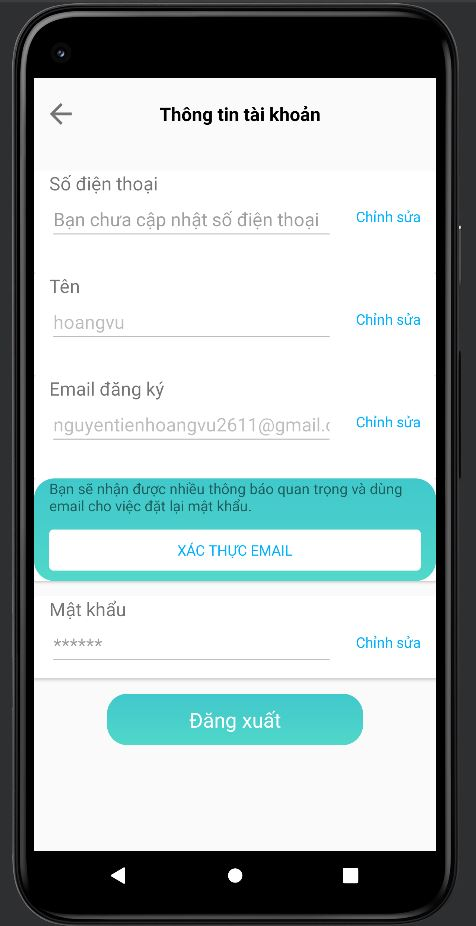 Thông tin tài khoản
Số điện thoại
Bạn chưa cập nhật số điện thoại
Chỉnh sửa
Tên
hoangvu
Chỉnh sửa
Email đăng ký
nguyentienhoangvu2611@gmail.c
Chỉnh sửa
Bạn sẽ nhận được nhiều thông báo quan trọng và dùng
email cho việc đặt lại mật khẩu.
XÁC THỰC EMAIL
Mật khẩu
******
Chỉnh sửa
Đăng xuất